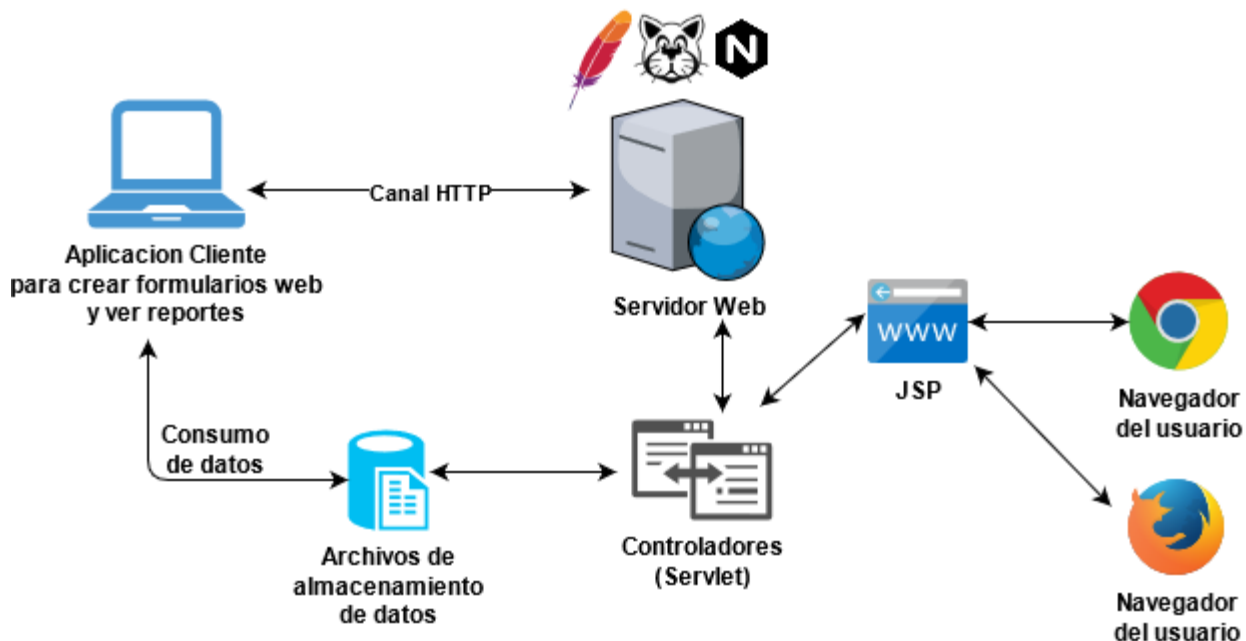 N
Canal HTTP
Aplicacion Cliente
para crear formularios web
y ver reportes
Servidor Web
WWW
JSP
Navegador
del usuario
Consumo
de datos
Archivos de
almacenamiento
de datos
Controladores
(Servlet)
Navegador
del usuario